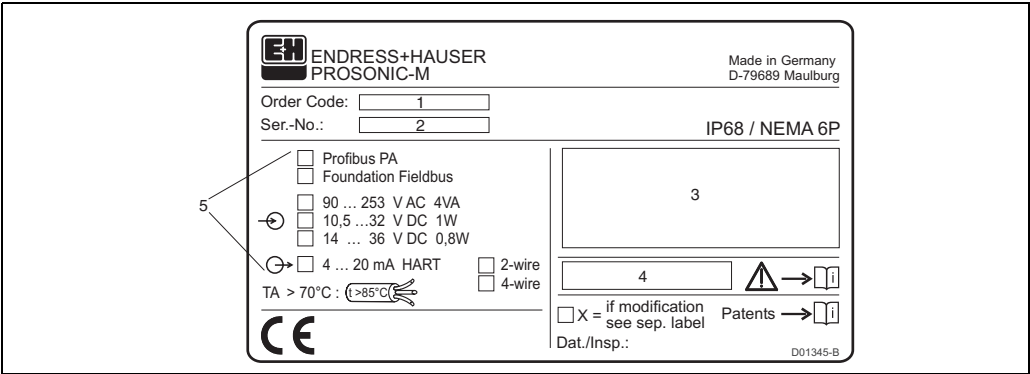 E+H
ENDRESS+HAUSER
PROSONIC-M
Made in Germany
D-79689 Maulburg
Order Code: 1
Ser.-No.: 2
IP68 / NEMA 6P
Profibus PA
Foundation Fieldbus
5
90 ... 253 V AC 4VA
10,5 ...32 V DC 1W
14 ... 36 V DC 0,8W
4 ... 20 mA HART
2-wire
4-wire
TA > 70°C : t >85°C
CE
3
4
! i
X = if modification
see sep. label
Patents i
Dat./Insp.:
D01345-B